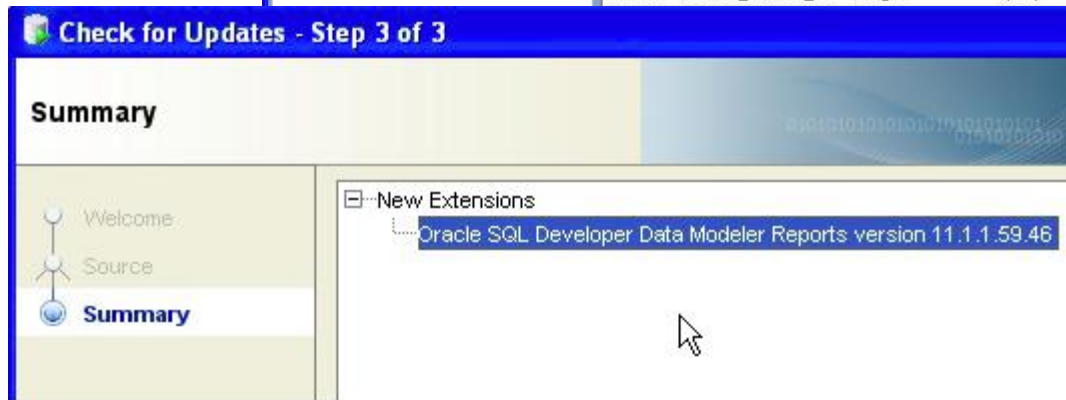 Check for Updates - Step 3 of 3
Summary
Welcome
Source
Summary
New Extensions
Oracle SQL Developer Data Modeler Reports version 11.1.1.59.46